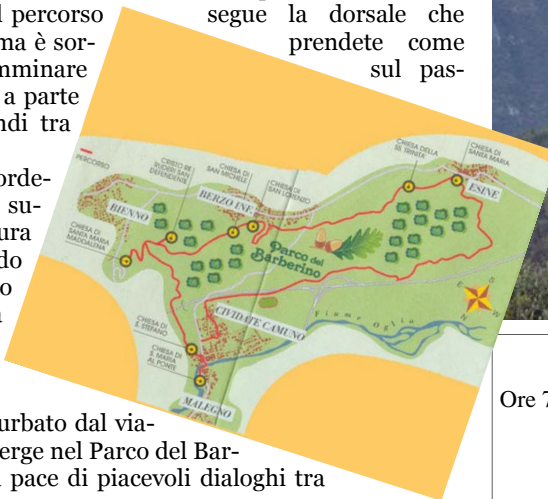 l percorso
ma è sor-
mminare
a parte
ndi tra
orde-
su-
ura
do
o
urbato dal via-
erge nel Parco del Bar-
pace di piacevoli dialoghi tra
segue la dorsale che
prendete come
sul pas-
PERCORSO
CRISTO RE
RUDERI SAN
DEFENDENTE
CHIESA DI
SAN MICHELE
CHIESA DI
SAN LORENZO
CHIESA DELLA
SS. TRINITÀ
CHIESA DI
SANTA MARIA
ESINE
BIENNO
BERZO INF.
CHIESA DI
SANTA MARIA
MADDALENA
Parco del
Barberino
CIVIDATE CAMUNO
Fiume Oglio
N
E
S
W
CHIESA DI
S. STEFANO
CHIESA DI
S. MARIA
AL PONTE
MALEGNO
Ore 7